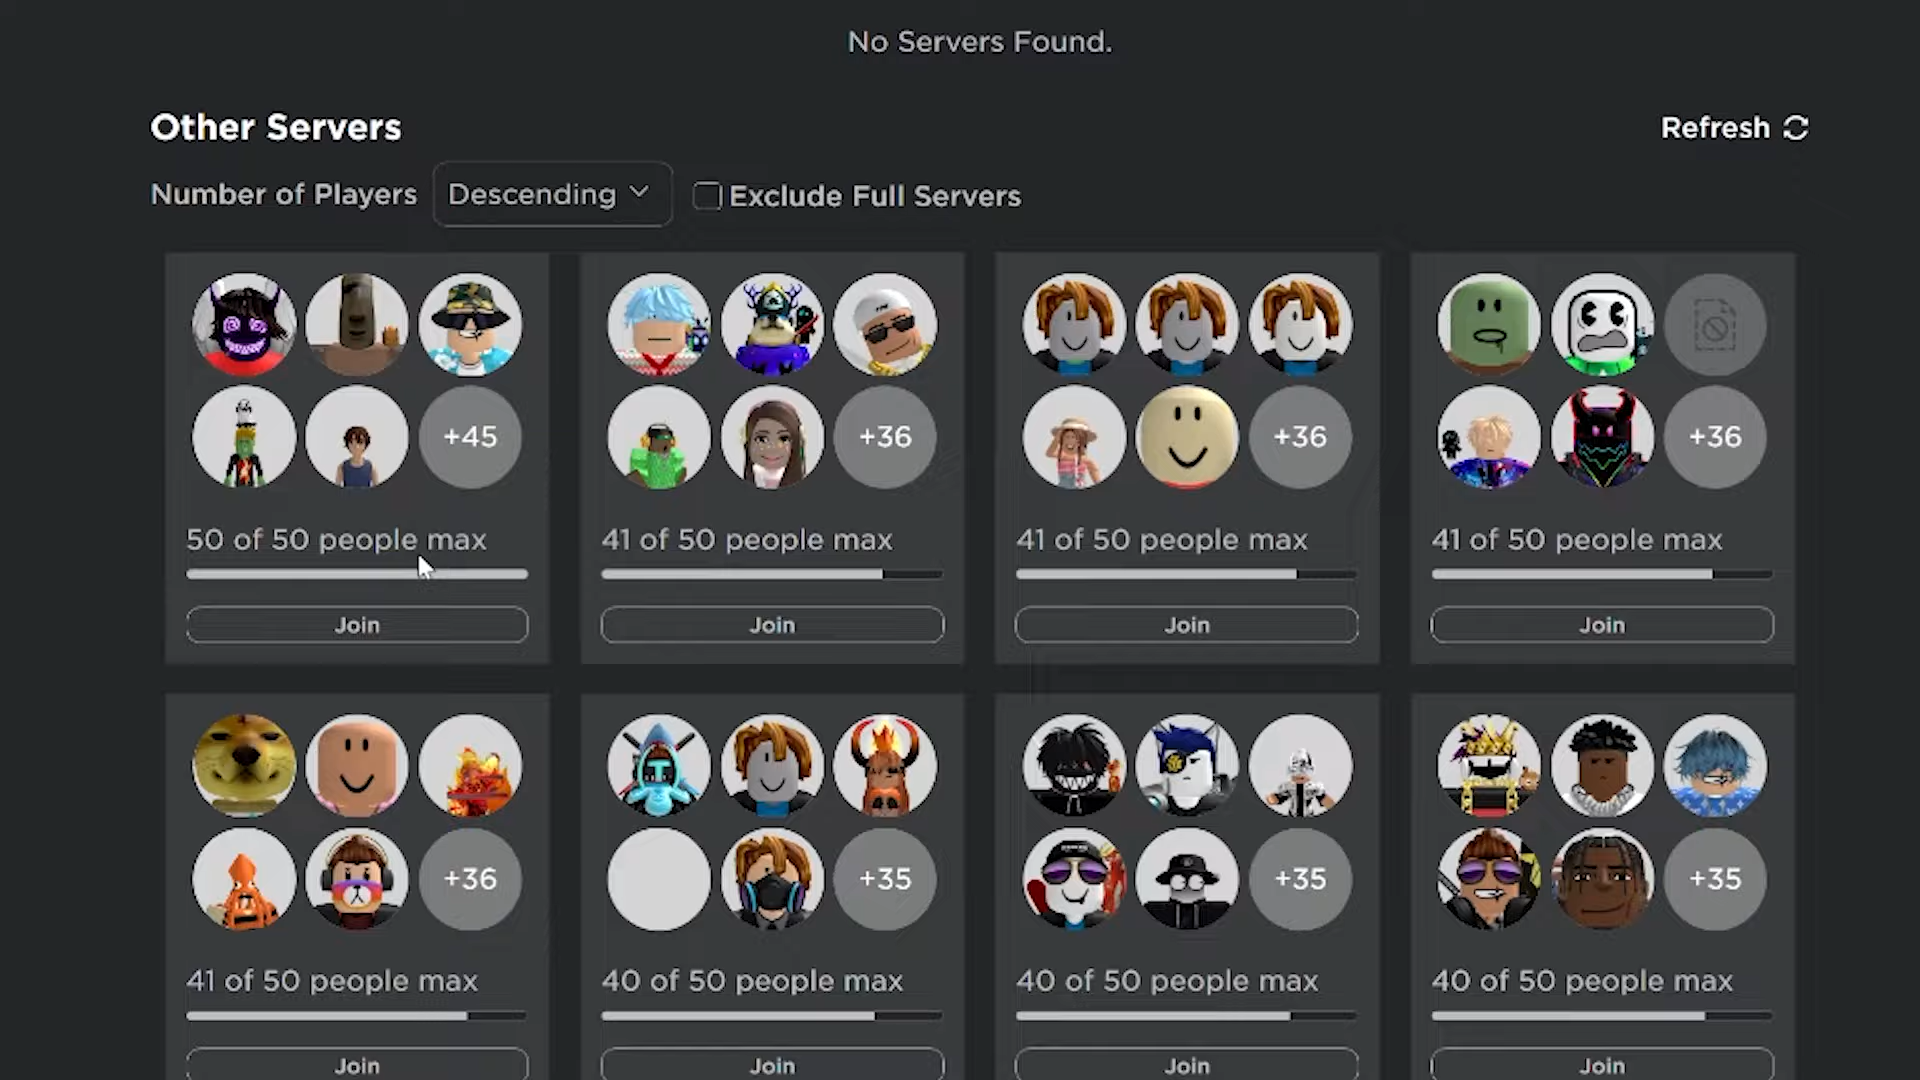 No Servers Found.
Other Servers
Refresh
Number of Players
Descending
Exclude Full Servers
+45
+36
+36
+36
50 of 50 people max
41 of 50 people max
41 of 50 people max
41 of 50 people max
Join
Join
Join
Join
+36
+35
+35
+35
41 of 50 people max
40 of 50 people max
40 of 50 people max
40 of 50 people max
Join
Join
Join
Join